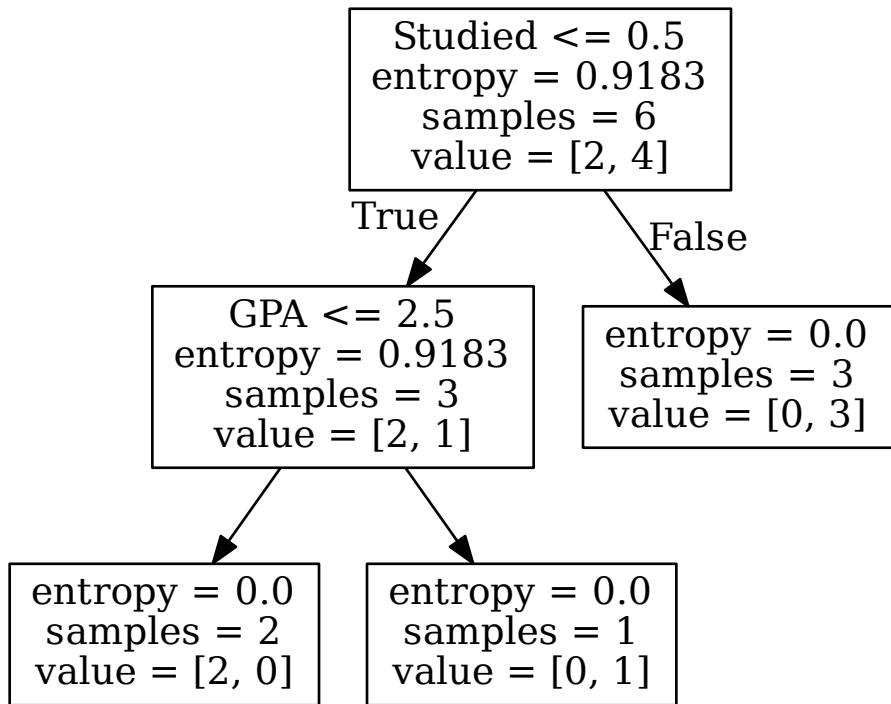 Studied <= 0.5
entropy = 0.9183
samples = 6
value = [2, 4]
True
False
GPA <= 2.5
entropy = 0.9183
samples = 3
value = [2, 1]
entropy = 0.0
samples = 3
value = [0, 3]
entropy = 0.0
samples = 2
value = [2, 0]
entropy = 0.0
samples = 1
value = [0, 1]